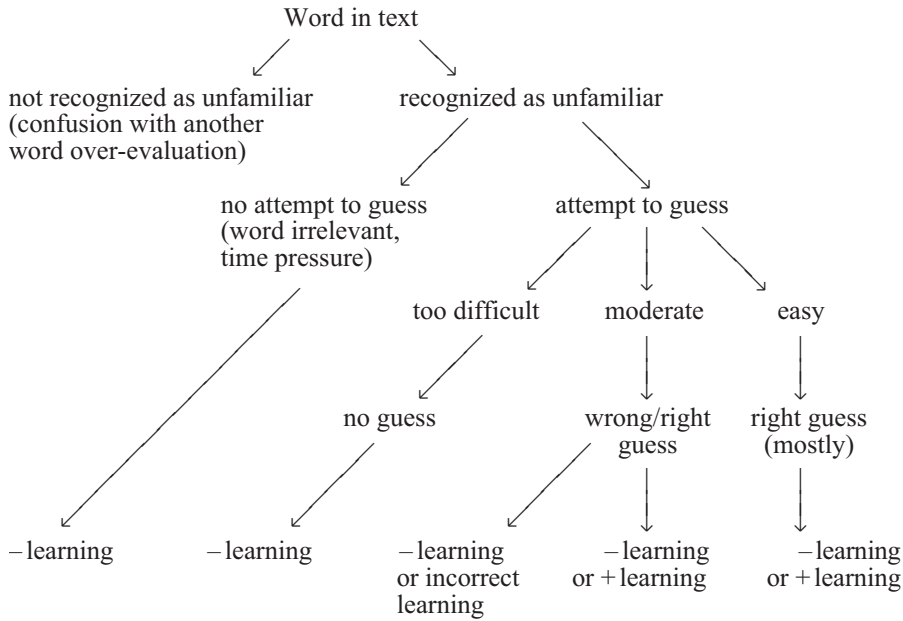 Word in text
not recognized as unfamiliar
(confusion with another
word over-evaluation)
recognized as unfamiliar
no attempt to guess
(word irrelevant,
time pressure)
attempt to guess
too difficult
moderate
easy
no guess
wrong/right
guess
right guess
(mostly)
– learning
– learning
– learning
or incorrect
learning
– learning
or + learning
– learning
or + learning